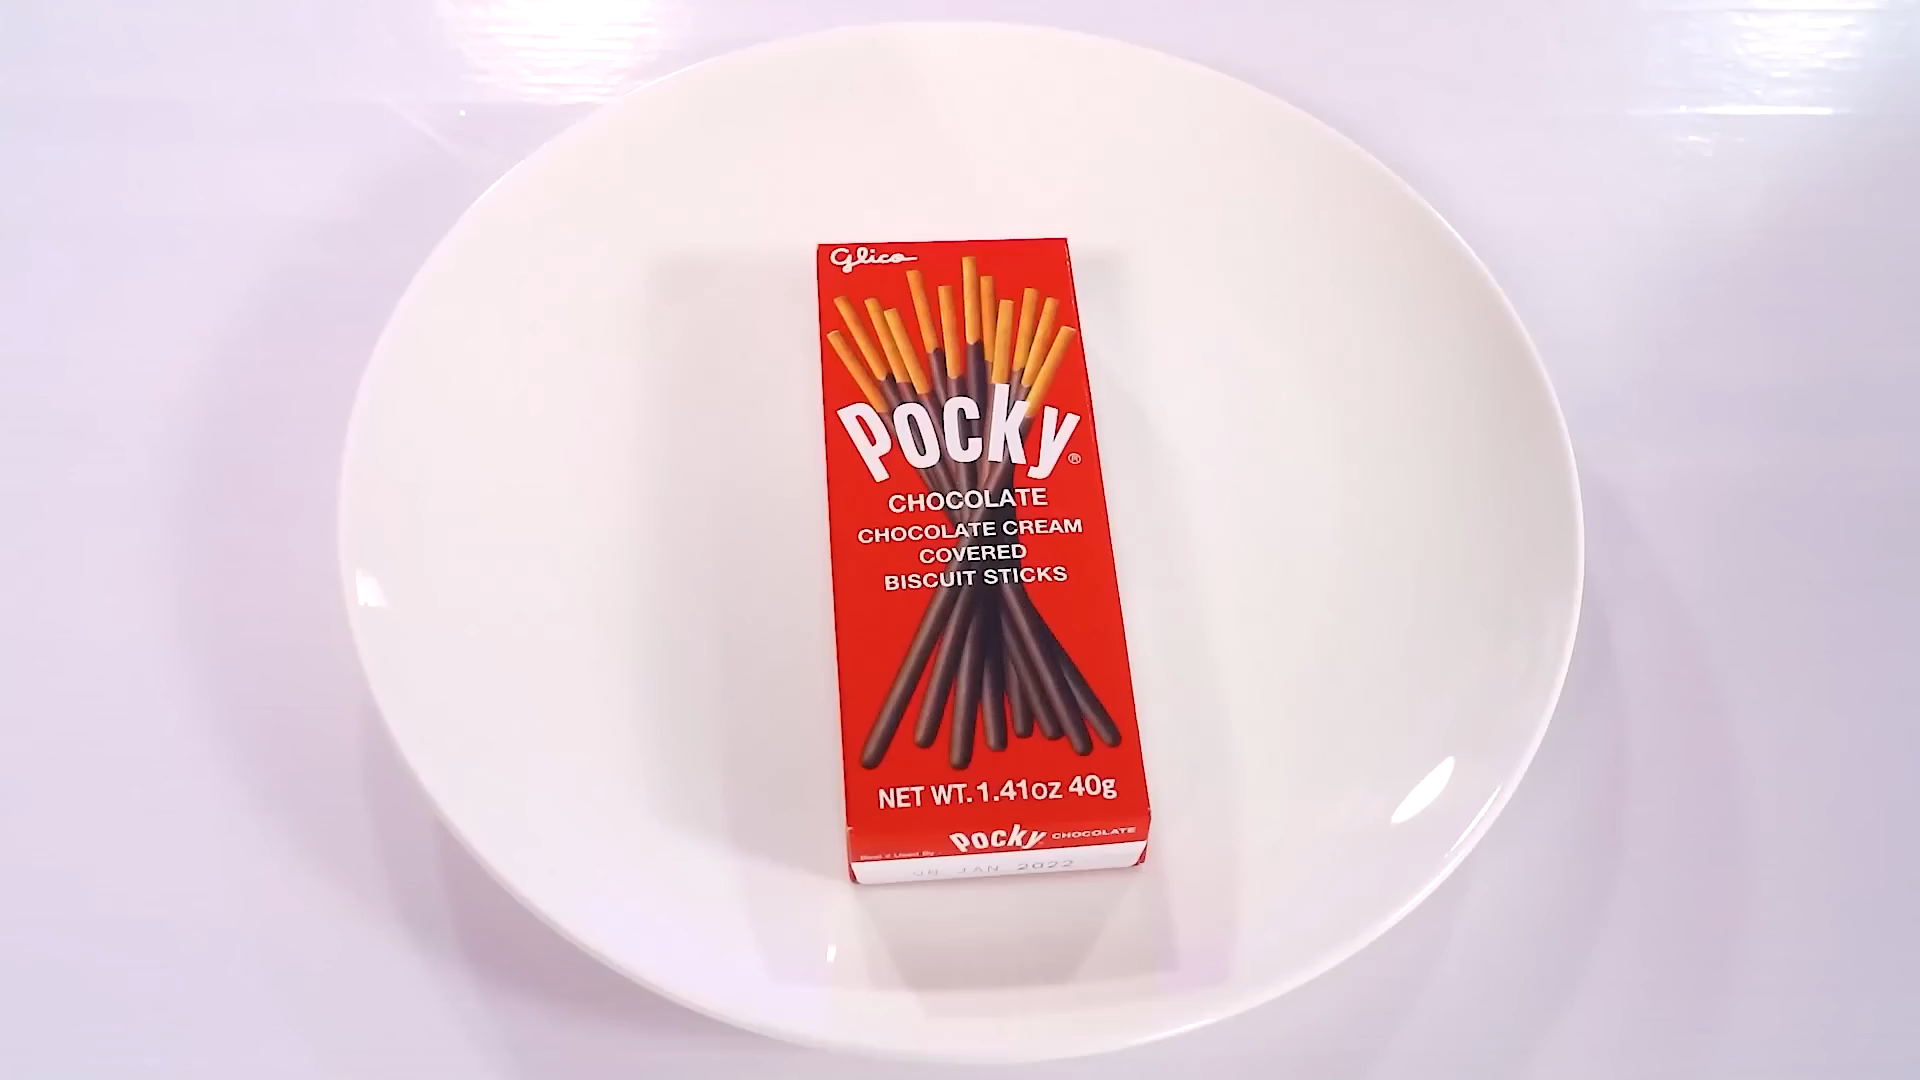 Glico
Pocky®
CHOCOLATE
CHOCOLATE CREAM
COVERED
BISCUIT STICKS
NET WT. 1.41oz 40g
Pocky CHOCOLATE
JAN 2022